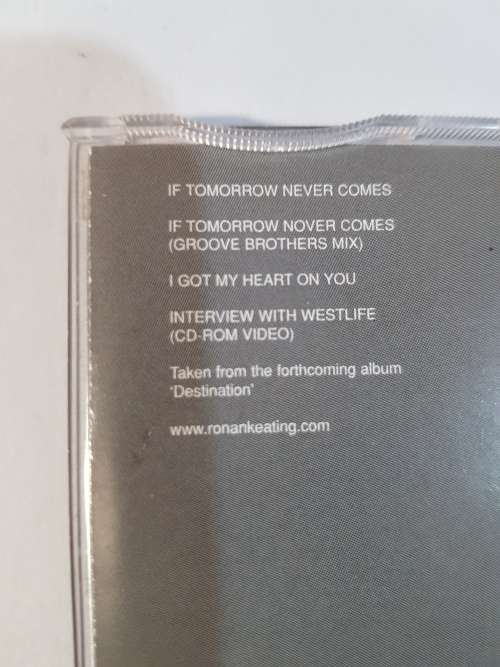 IF TOMORROW NEVER COMES
IF TOMORROW NOVER COMES
(GROOVE BROTHERS MIX)
I GOT MY HEART ON YOU
INTERVIEW WITH WESTLIFE
(CD-ROM VIDEO)
Taken from the forthcoming album
'Destination'
www.ronankeating.com